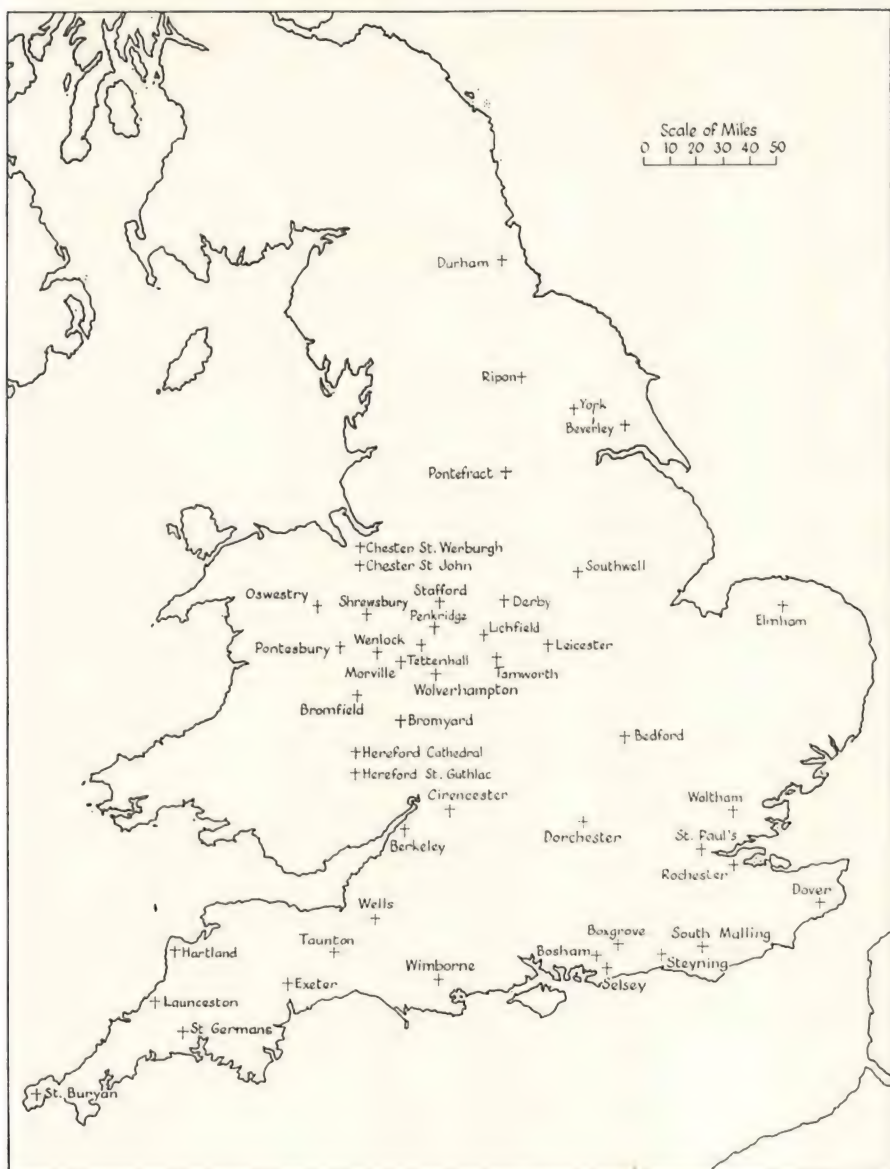 Scale of Miles
0 10 20 30 40 50
Durham
Ripon
York
Beverley
Pontefract
Chester St. Werburgh
Chester St John
Southwell
Oswestry
Shrewsbury
Stafford
Derby
Elmham
Penkridge
Lichfield
Pontesbury
Wenlock
Leicester
Morville
Tettenhall
Tamworth
Wolverhampton
Bromfield
Bromyard
Bedford
Hereford Cathedral
Hereford St. Guthlac
Cirencester
Waltham
Berkeley
Dorchester
St. Paul's
Rochester
Dover
Wells
Hartland
Taunton
Boxgrove
South Malling
Bosham
Steyning
Wimborne
Selsey
Exeter
Launceston
St Germans
St. Buryan